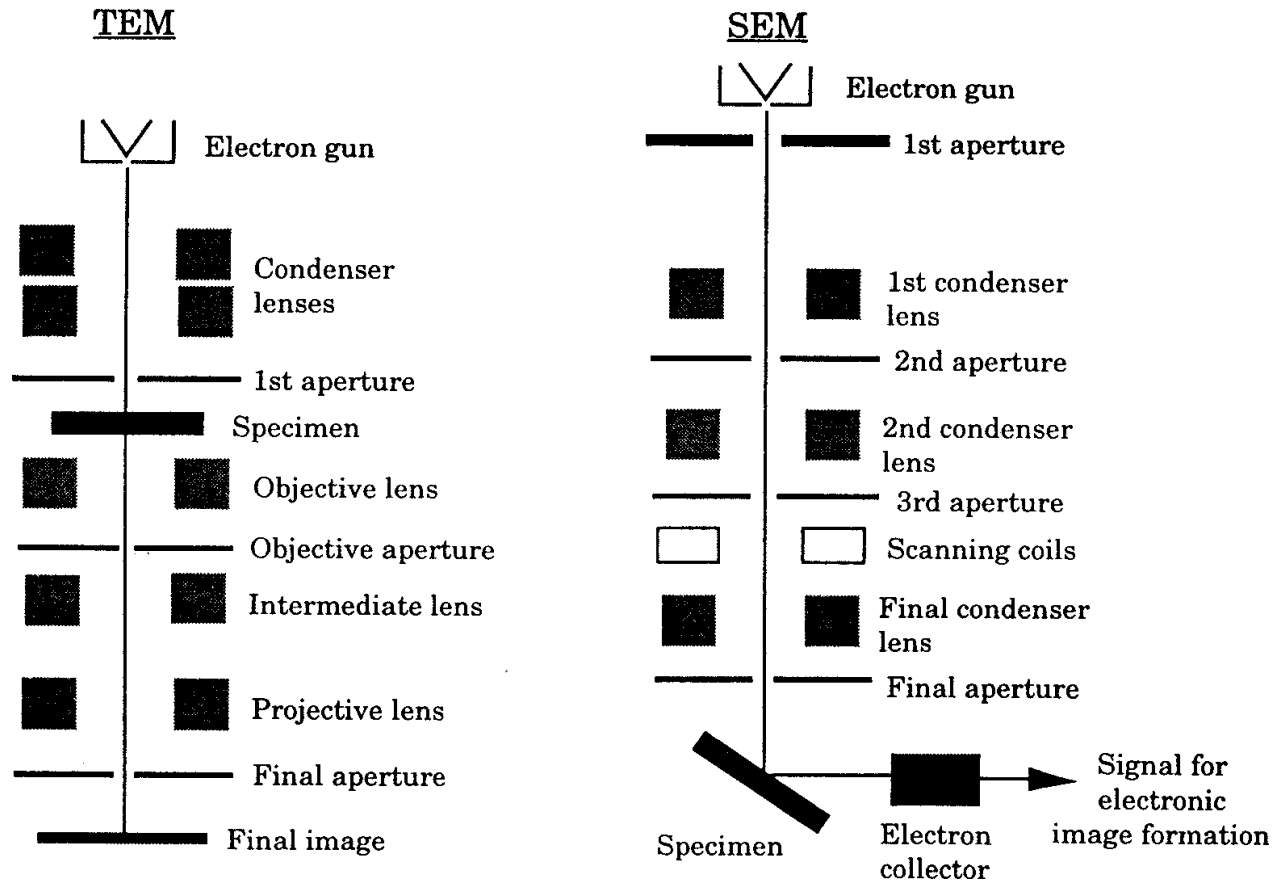 TEM
Electron gun
Condenser
lenses
1st aperture
Specimen
Objective lens
Objective aperture
Intermediate lens
Projective lens
Final aperture
Final image
SEM
Electron gun
1st aperture
1st condenser
lens
2nd aperture
2nd condenser
lens
3rd aperture
Scanning coils
Final condenser
lens
Final aperture
Specimen
Electron
collector
Signal for
electronic
image formation